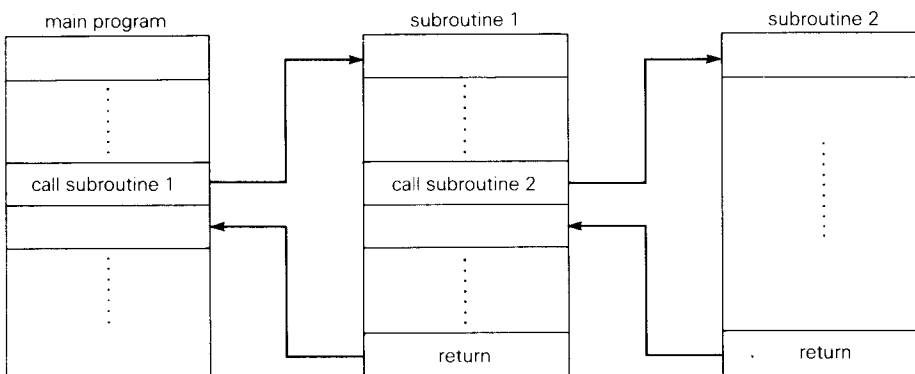 main program
subroutine 1
subroutine 2
call subroutine 1
call subroutine 2
return
return